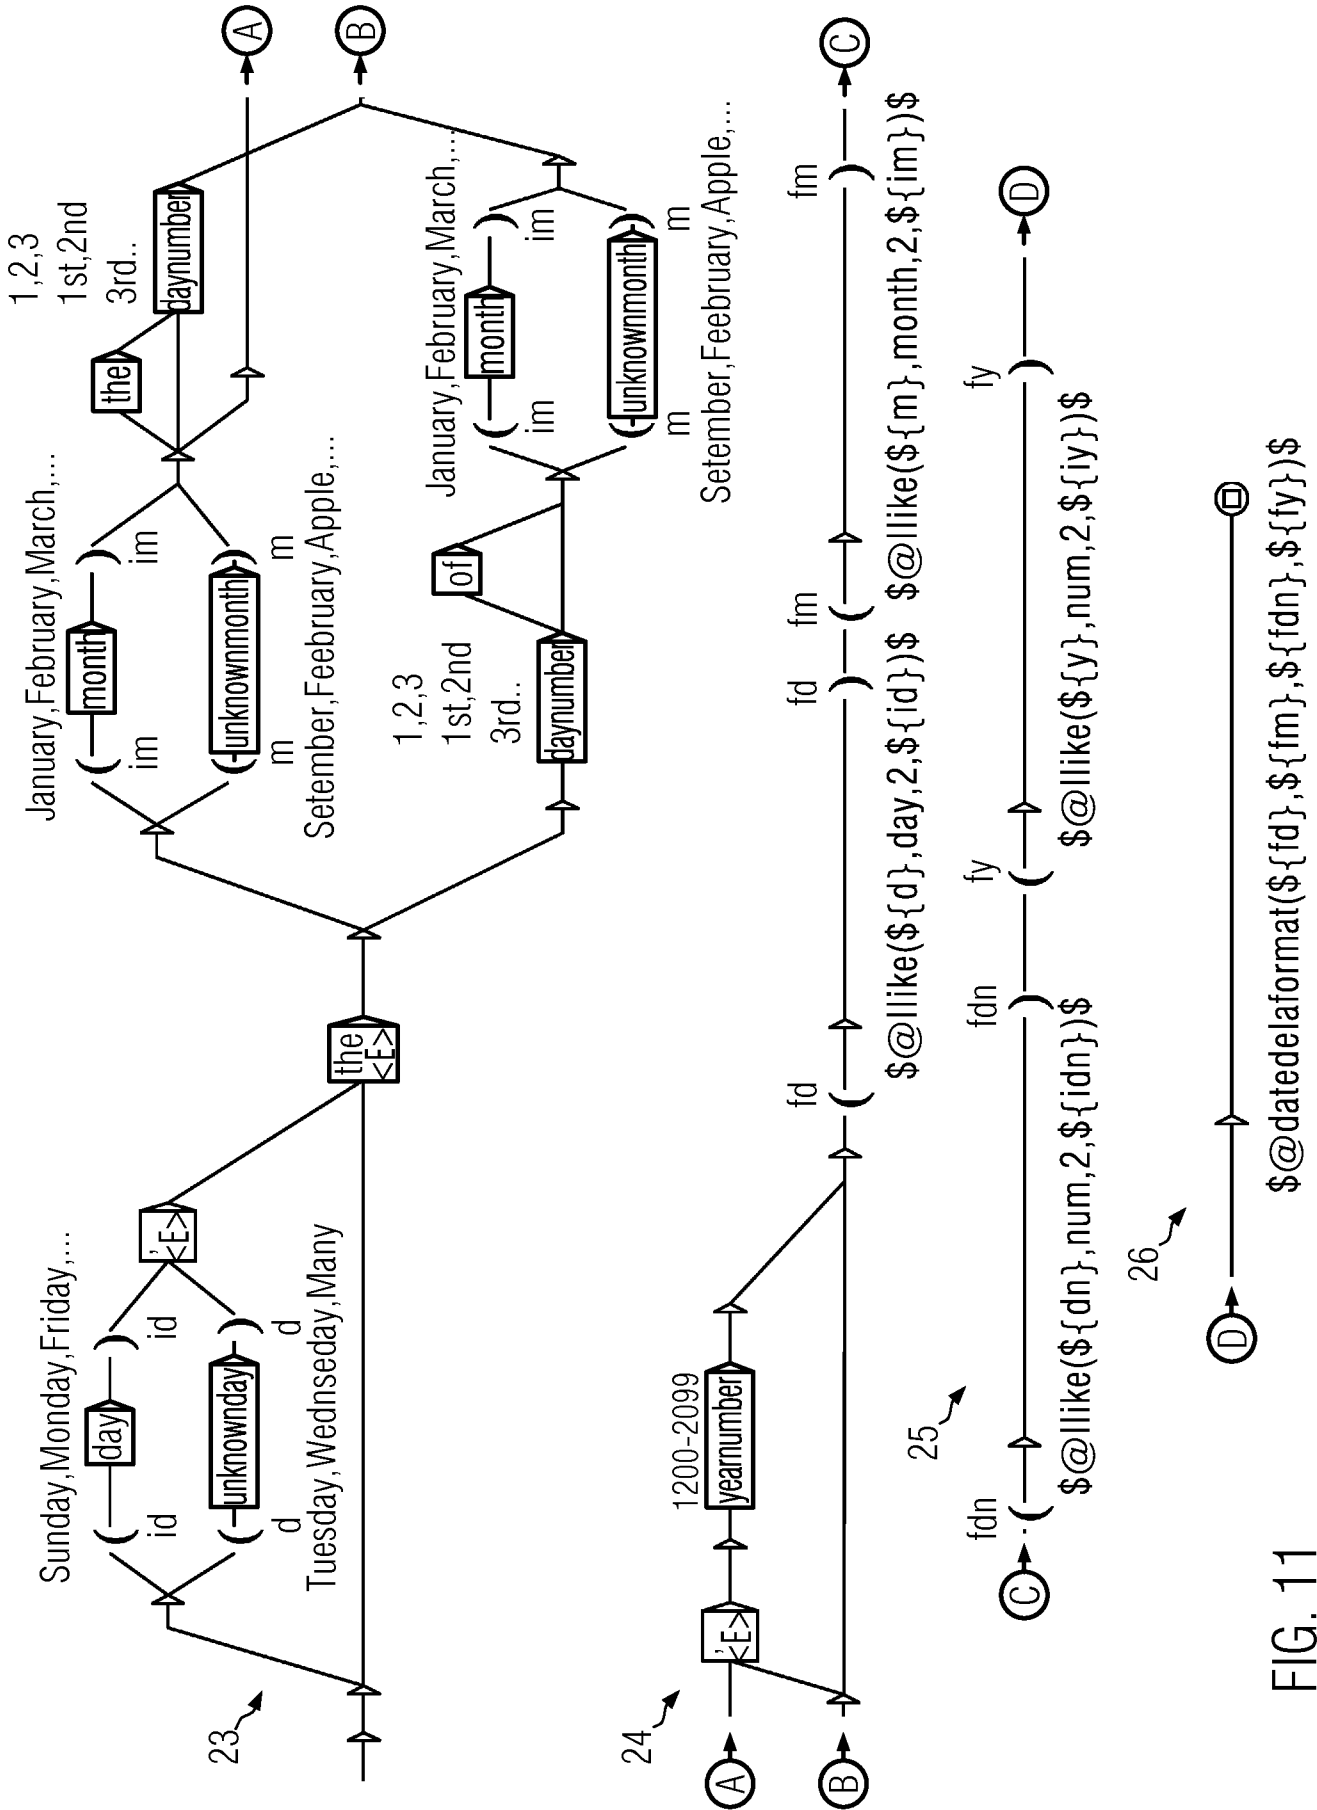 Sunday,Monday,Friday,...
id
day
id
unknownday
d
d
Tuesday,Wednseday,Many
23
,
<E>
the
<E>
January,February,March,...
im
month
im
unknownmonth
m
m
Setember,Feebruary,Apple,...
the
1,2,3
1st,2nd
3rd..
daynumber
A
B
1,2,3
1st,2nd
3rd..
daynumber
of
January,February,March,...
im
month
im
unknownmonth
m
m
Setember,Feebruary,Apple,...
24
A
B
,
<E>
1200-2099
yearnumber
fd
fd
$@llike(${d},day,2,${id})$
fm
fm
$@llike(${m},month,2,${im})$
C
25
C
fdn
fdn
$@llike(${dn},num,2,${idn})$
fy
fy
$@llike(${y},num,2,${iy})$
D
26
D
$@datedelaformat(${fd},${fm},${fdn},${fy})$
FIG. 11